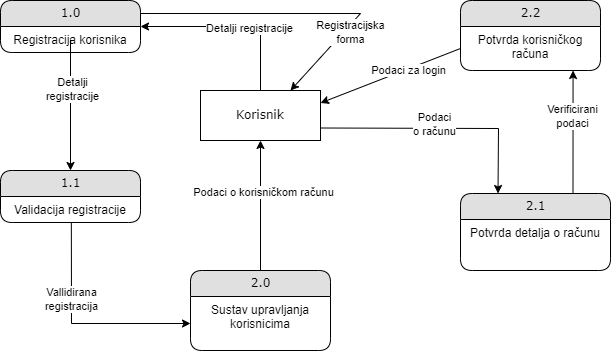 1.0
Registracija korisnika
Detalji registracije
Registracijska
forma
2.2
Potvrda korisničkog
računa
Podaci za login
Detalji
registracije
Korisnik
Podaci
o računu
Verificirani
podaci
1.1
Validacija registracije
Podaci o korisničkom računu
2.1
Potvrda detalja o računu
Vallidirana
registracija
2.0
Sustav upravljanja
korisnicima